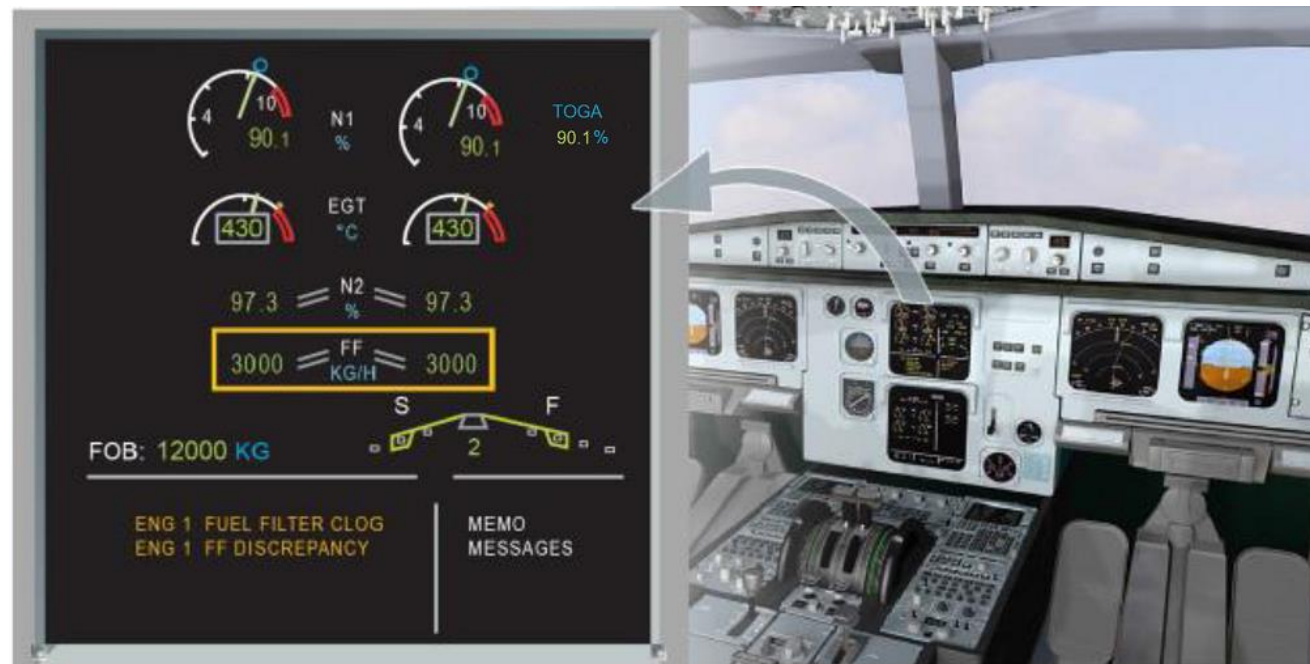 4 10 90.1 N1 % 4 10 90.1 TOGA
90.1%
430 EGT °C 430
97.3 N2 % 97.3
3000 FF KG/H 3000
S F
FOB: 12000 KG 2
ENG 1 FUEL FILTER CLOG
ENG 1 FF DISCREPANCY
MEMO
MESSAGES